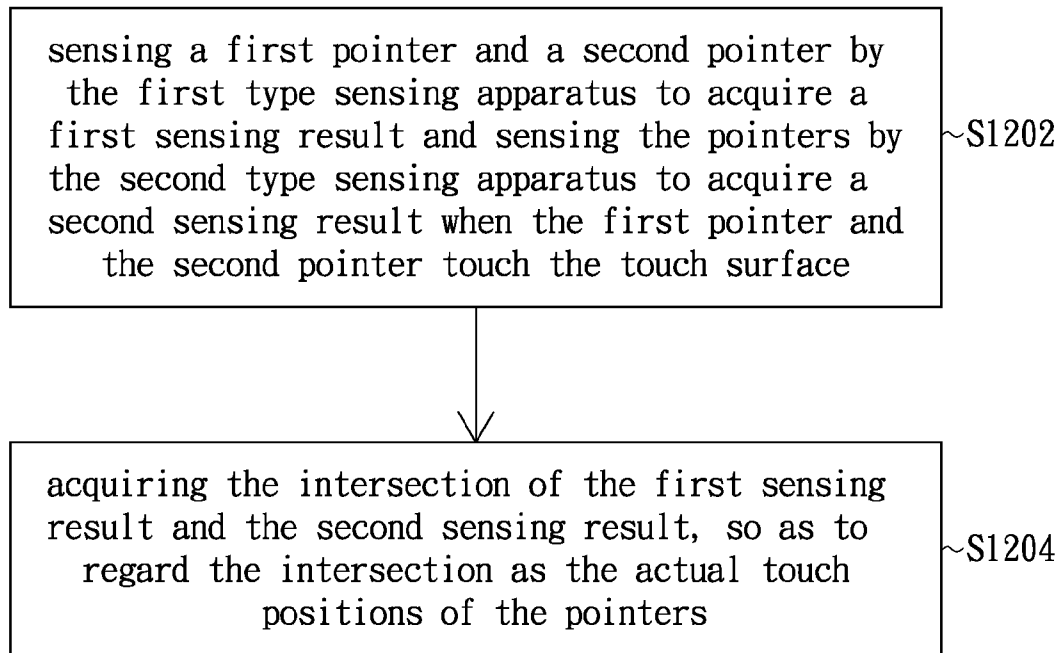 sensing a first pointer and a second pointer by
the first type sensing apparatus to acquire a
first sensing result and sensing the pointers by
the second type sensing apparatus to acquire a
second sensing result when the first pointer and
the second pointer touch the touch surface
~S1202
acquiring the intersection of the first sensing
result and the second sensing result, so as to
regard the intersection as the actual touch
positions of the pointers
~S1204